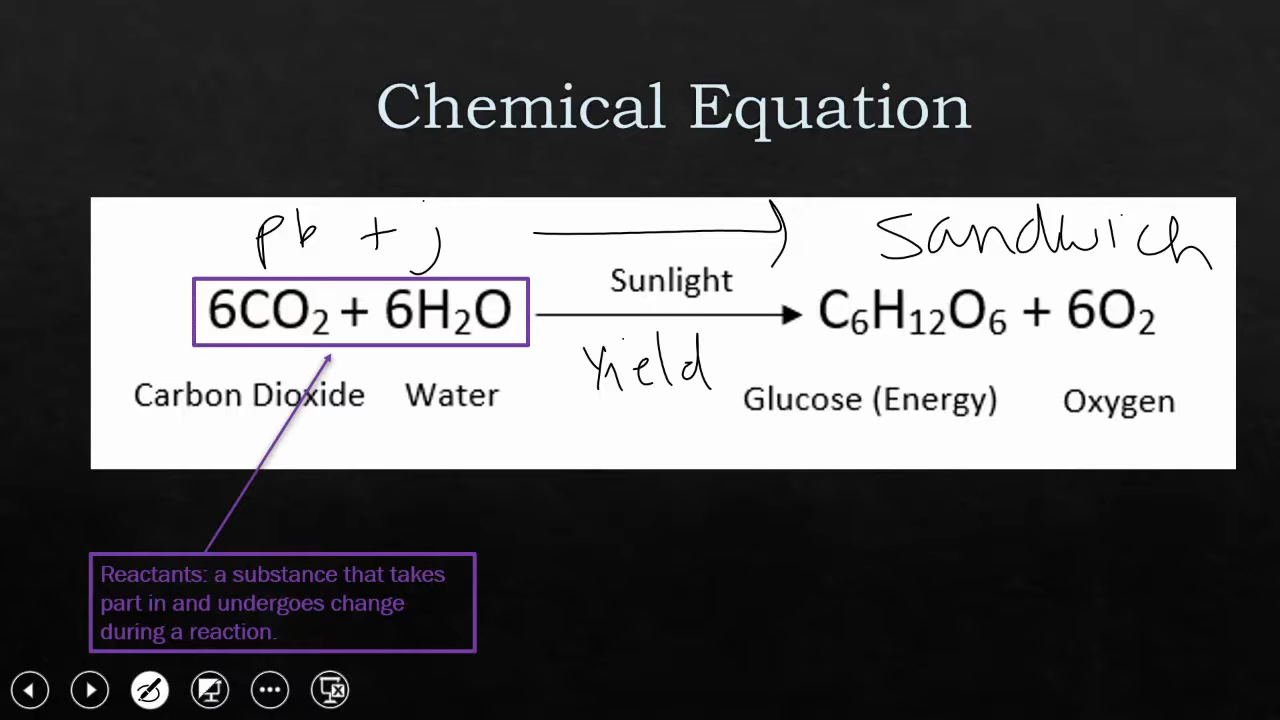 Chemical Equation
pb + j → sandwich
Sunlight
6CO₂ + 6H₂O → C₆H₁₂O₆ + 6O₂
yield
Carbon Dioxide Water Glucose (Energy) Oxygen
Reactants: a substance that takes
part in and undergoes change
during a reaction.